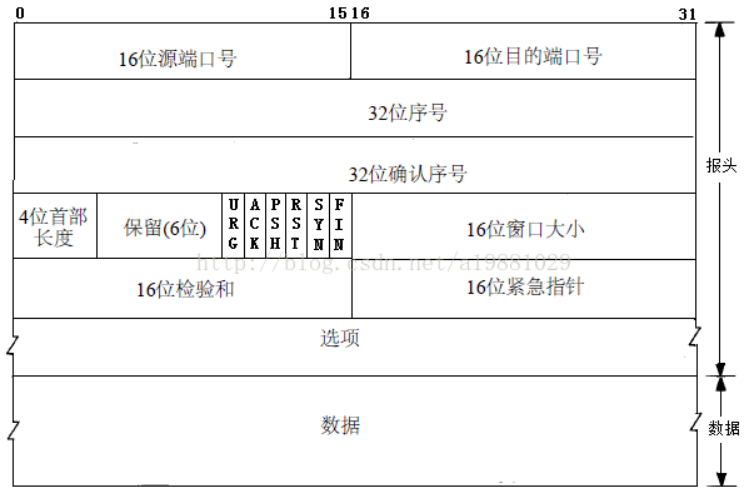 0 15 16 31
16位源端口号 16位目的端口号
32位序号
32位确认序号
报头
4位首部长度 保留(6位) URG ACK PSH RST SYN FIN 16位窗口大小
http://blog.csdn.net/a19881029
16位检验和 16位紧急指针
选项
数据 数据